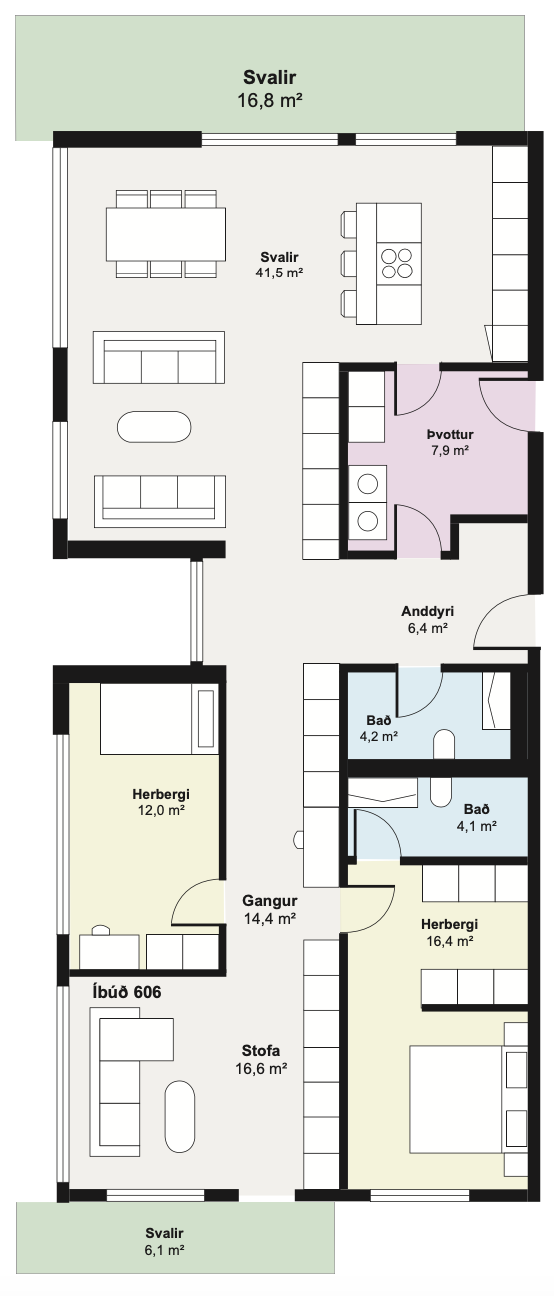 Svalir
16,8 m²
Svalir
41,5 m²
Þvottur
7,9 m²
Anddyri
6,4 m²
Bað
4,2 m²
Herbergi
12,0 m²
Bað
4,1 m²
Gangur
14,4 m²
Herbergi
16,4 m²
Íbúð 606
Stofa
16,6 m²
Svalir
6,1 m²